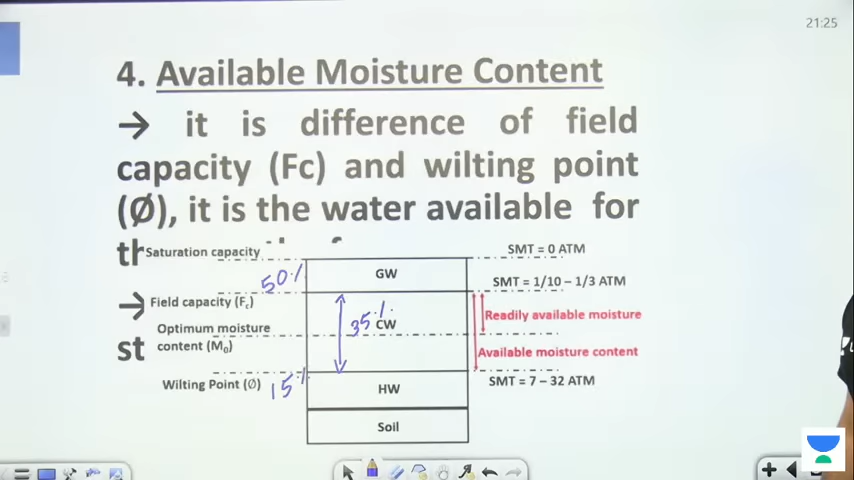 21:25
4. Available Moisture Content
→ it is difference of field
capacity (Fc) and wilting point
(Ø), it is the water available for
th
Saturation capacity
SMT = 0 ATM
GW
50%
SMT = 1/10 – 1/3 ATM
→ Field capacity (Fc)
35%
CW
Readily available moisture
Optimum moisture
st content (M₀)
Available moisture content
Wilting Point (∅)
15%
HW
SMT = 7 – 32 ATM
Soil